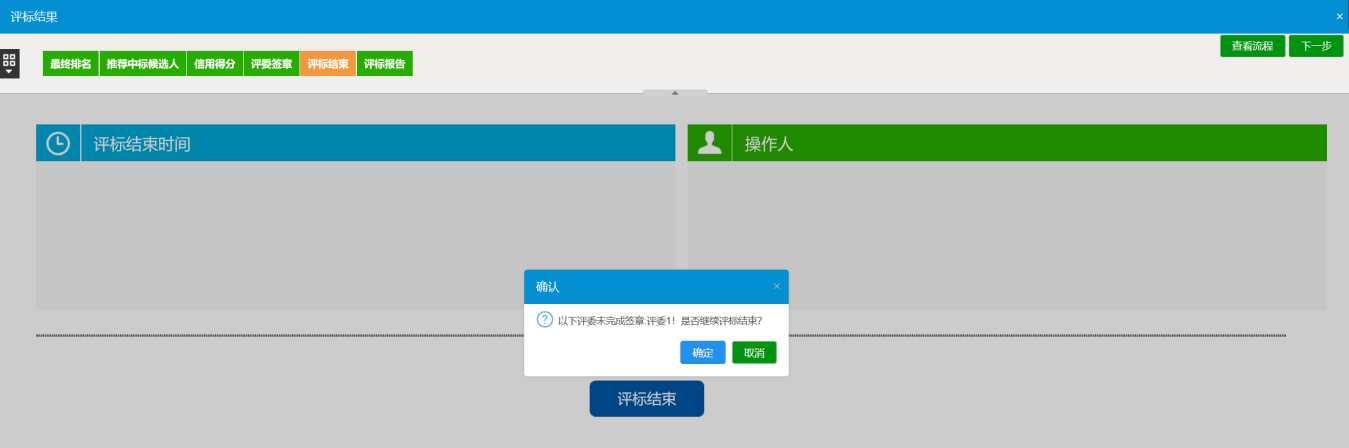 评标结果
×
查看流程 下一步
最终排名 推荐中标候选人 信用得分 评委签章 评标结束 评标报告
评标结束时间
操作人
确认
×
以下评委未完成签章:评委1！是否继续评标结束?
确定 取消
评标结束